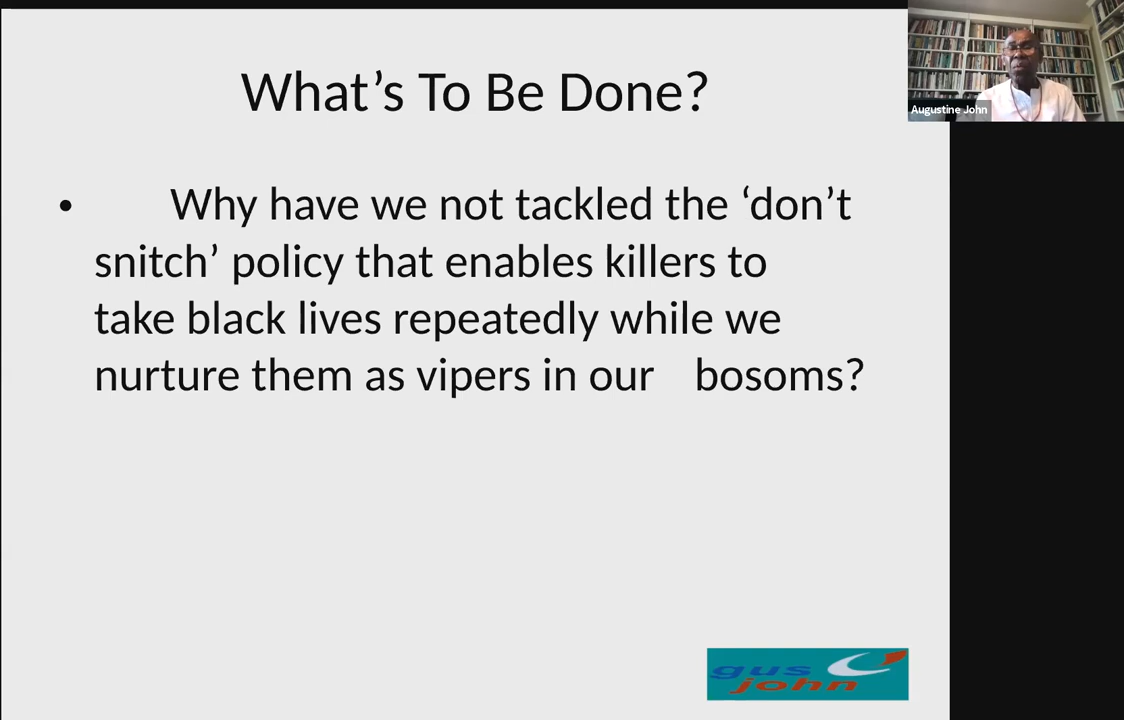 What’s To Be Done?
Augustine John
• Why have we not tackled the ‘don’t
snitch’ policy that enables killers to
take black lives repeatedly while we
nurture them as vipers in our bosoms?
gus
john